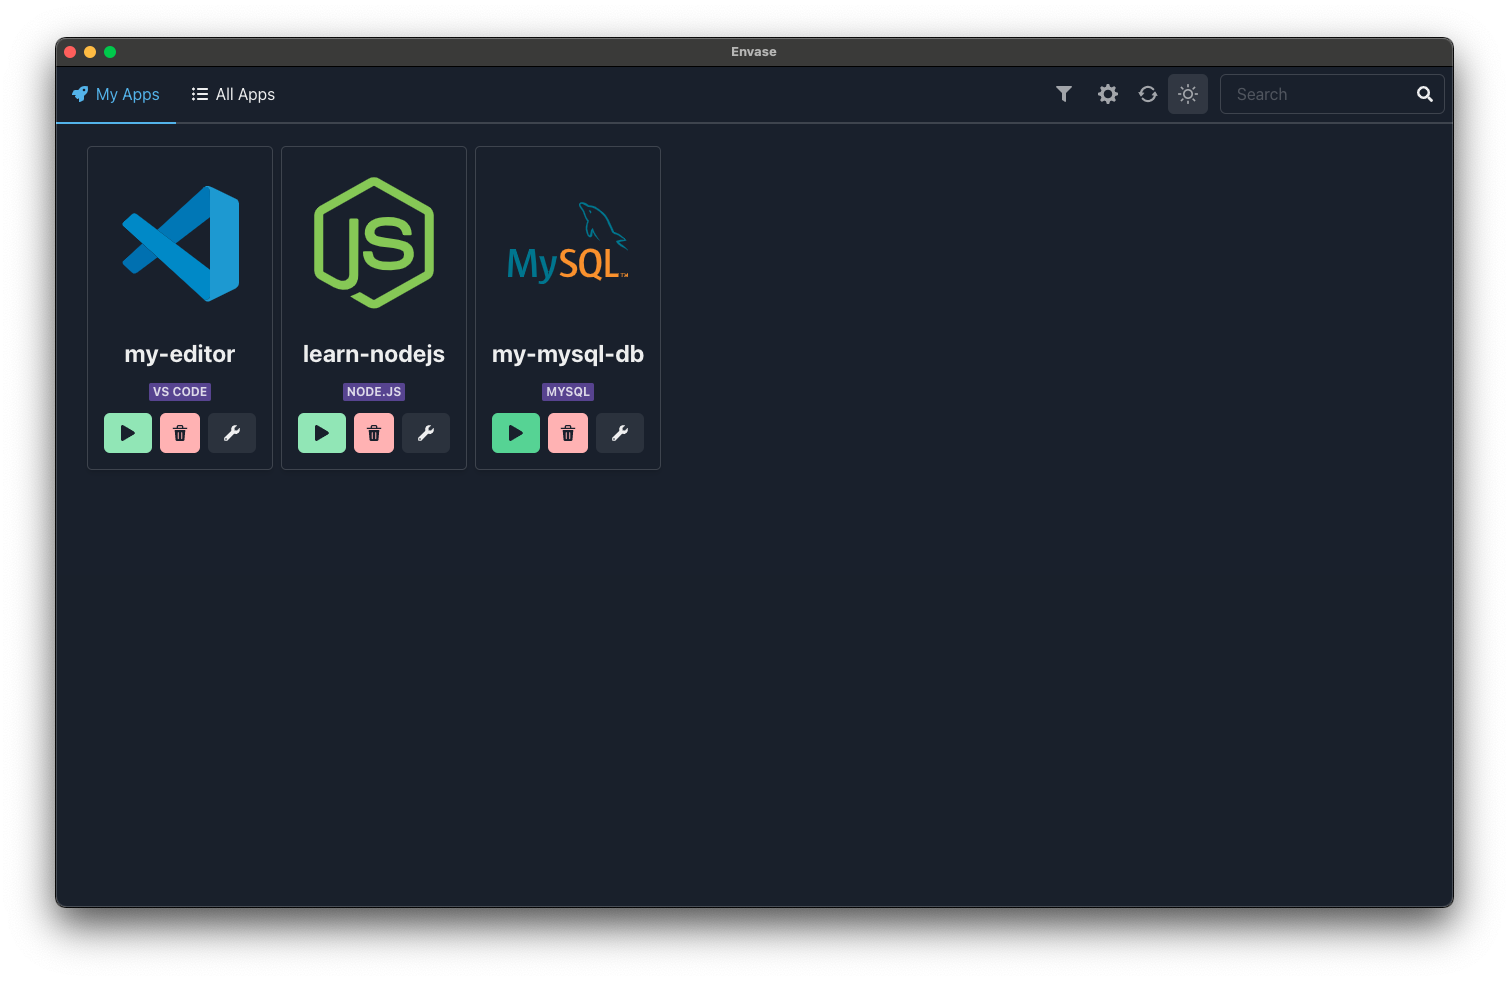 Envase
My Apps
All Apps
Search
JS
MySQL™
my-editor
learn-nodejs
my-mysql-db
VS CODE
NODE.JS
MYSQL